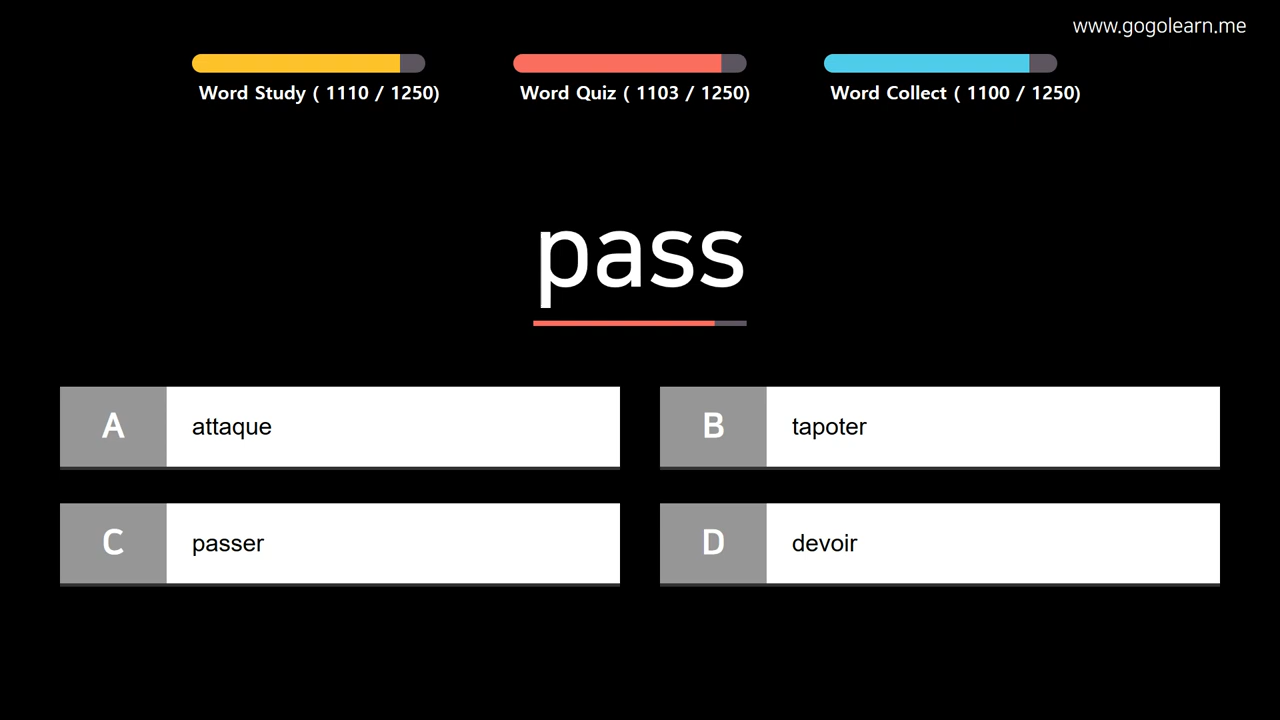 www.gogolearn.me
Word Study ( 1110 / 1250)
Word Quiz ( 1103 / 1250)
Word Collect ( 1100 / 1250)
pass
A attaque
B tapoter
C passer
D devoir